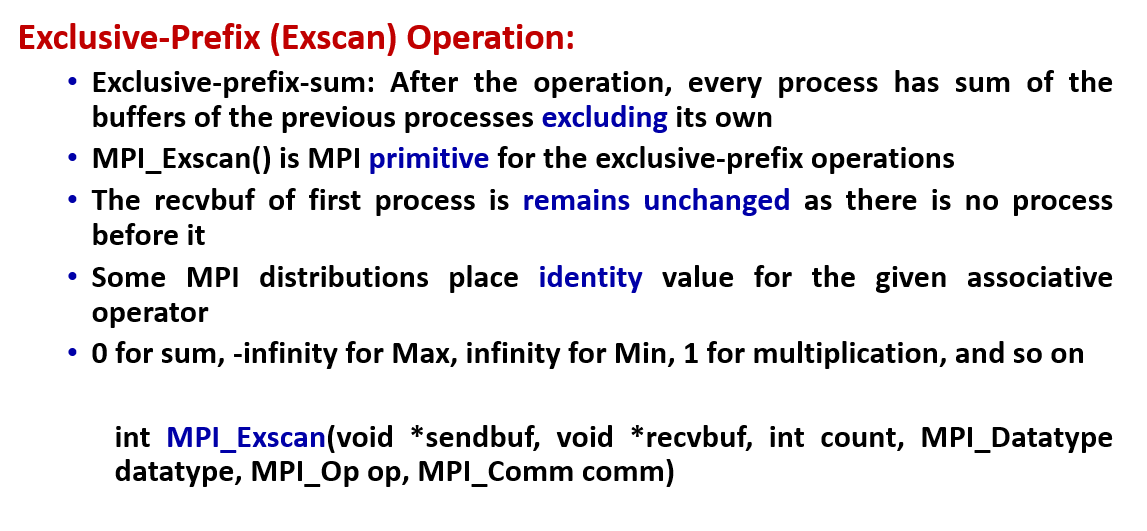 Exclusive-Prefix (Exscan) Operation:
• Exclusive-prefix-sum: After the operation, every process has sum of the
buffers of the previous processes excluding its own
• MPI_Exscan() is MPI primitive for the exclusive-prefix operations
• The recvbuf of first process is remains unchanged as there is no process
before it
• Some MPI distributions place identity value for the given associative
operator
• 0 for sum, -infinity for Max, infinity for Min, 1 for multiplication, and so on
int MPI_Exscan(void *sendbuf, void *recvbuf, int count, MPI_Datatype
datatype, MPI_Op op, MPI_Comm comm)